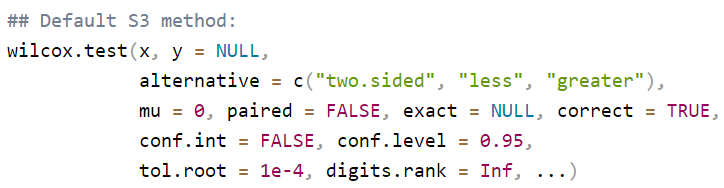 ## Default S3 method:
wilcox.test(x, y = NULL,
            alternative = c("two.sided", "less", "greater"),
            mu = 0, paired = FALSE, exact = NULL, correct = TRUE,
            conf.int = FALSE, conf.level = 0.95,
            tol.root = 1e-4, digits.rank = Inf, ...)